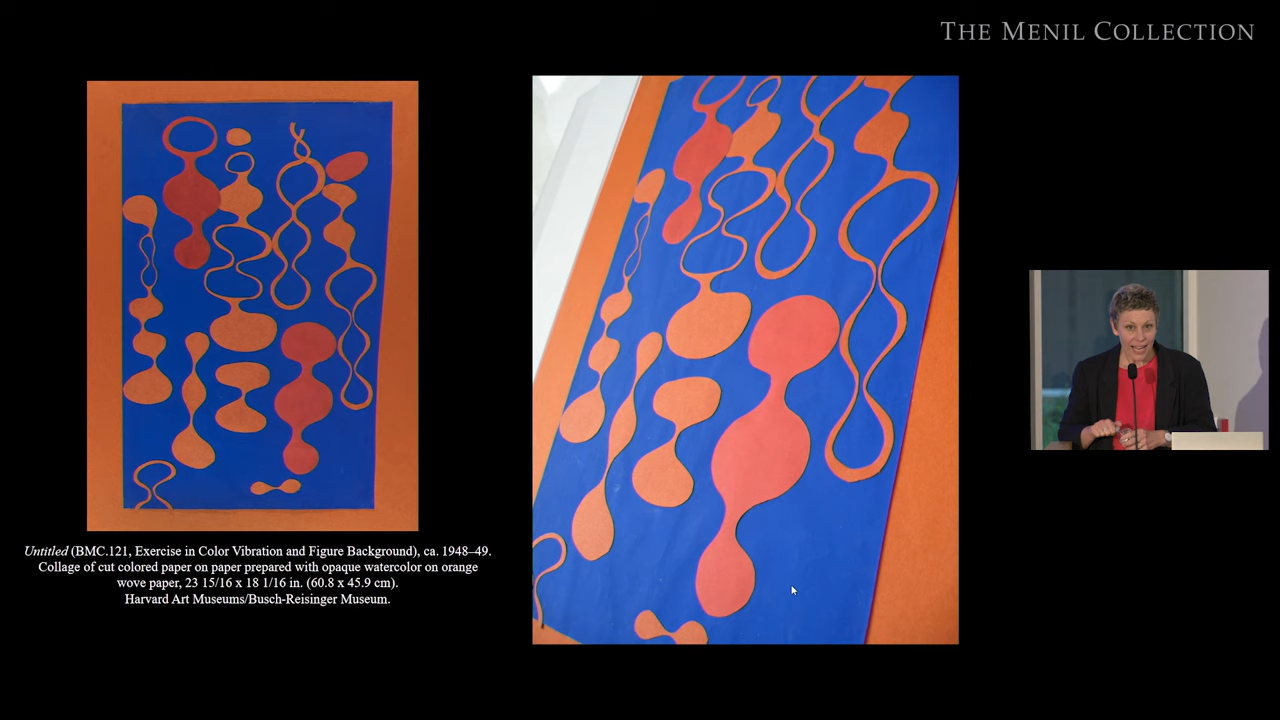 THE MENIL COLLECTION
Untitled (BMC.121, Exercise in Color Vibration and Figure Background), ca. 1948–49.
Collage of cut colored paper on paper prepared with opaque watercolor on orange
wove paper, 23 15/16 x 18 1/16 in. (60.8 x 45.9 cm).
Harvard Art Museums/Busch-Reisinger Museum.